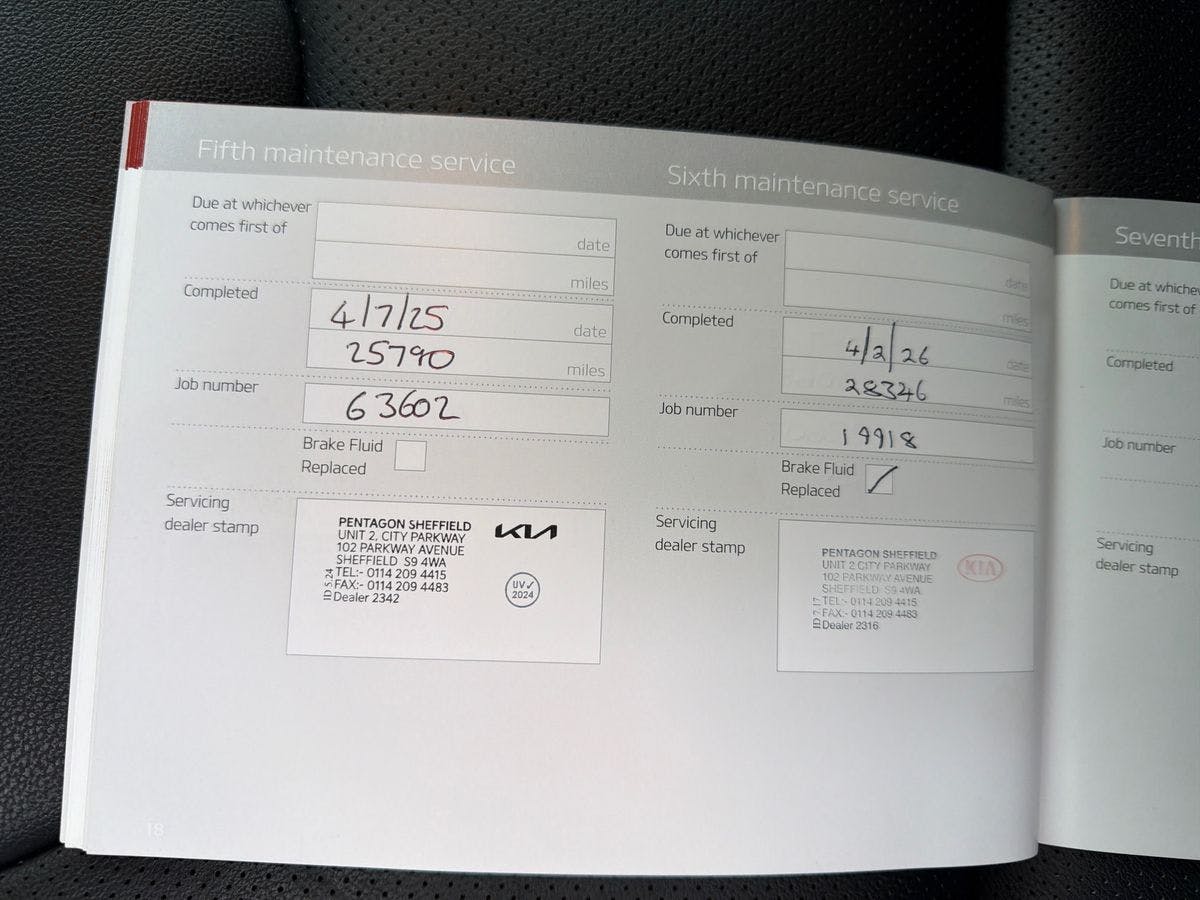 Fifth maintenance service
Due at whichever
comes first of
date
miles
Completed
4/7/25
date
25790
miles
Job number
63602
Brake Fluid
Replaced
Servicing
dealer stamp
PENTAGON SHEFFIELD
UNIT 2, CITY PARKWAY
102 PARKWAY AVENUE
SHEFFIELD S9 4WA
TEL:- 0114 209 4415
FAX:- 0114 209 4483
Dealer 2342
ID 5.24
KIA
UV✓
2024
18
Sixth maintenance service
Due at whichever
comes first of
date
miles
Completed
4/2/26
date
28346
miles
Job number
19918
Brake Fluid
Replaced
Servicing
dealer stamp
PENTAGON SHEFFIELD
UNIT 2 CITY PARKWAY
102 PARKWAY AVENUE
SHEFFIELD S9 4WA
TEL:- 0114 209 4415
FAX:- 0114 209 4483
Dealer 2316
KIA
Seventh
Due at whichever
comes first of
Completed
Job number
Servicing
dealer stamp